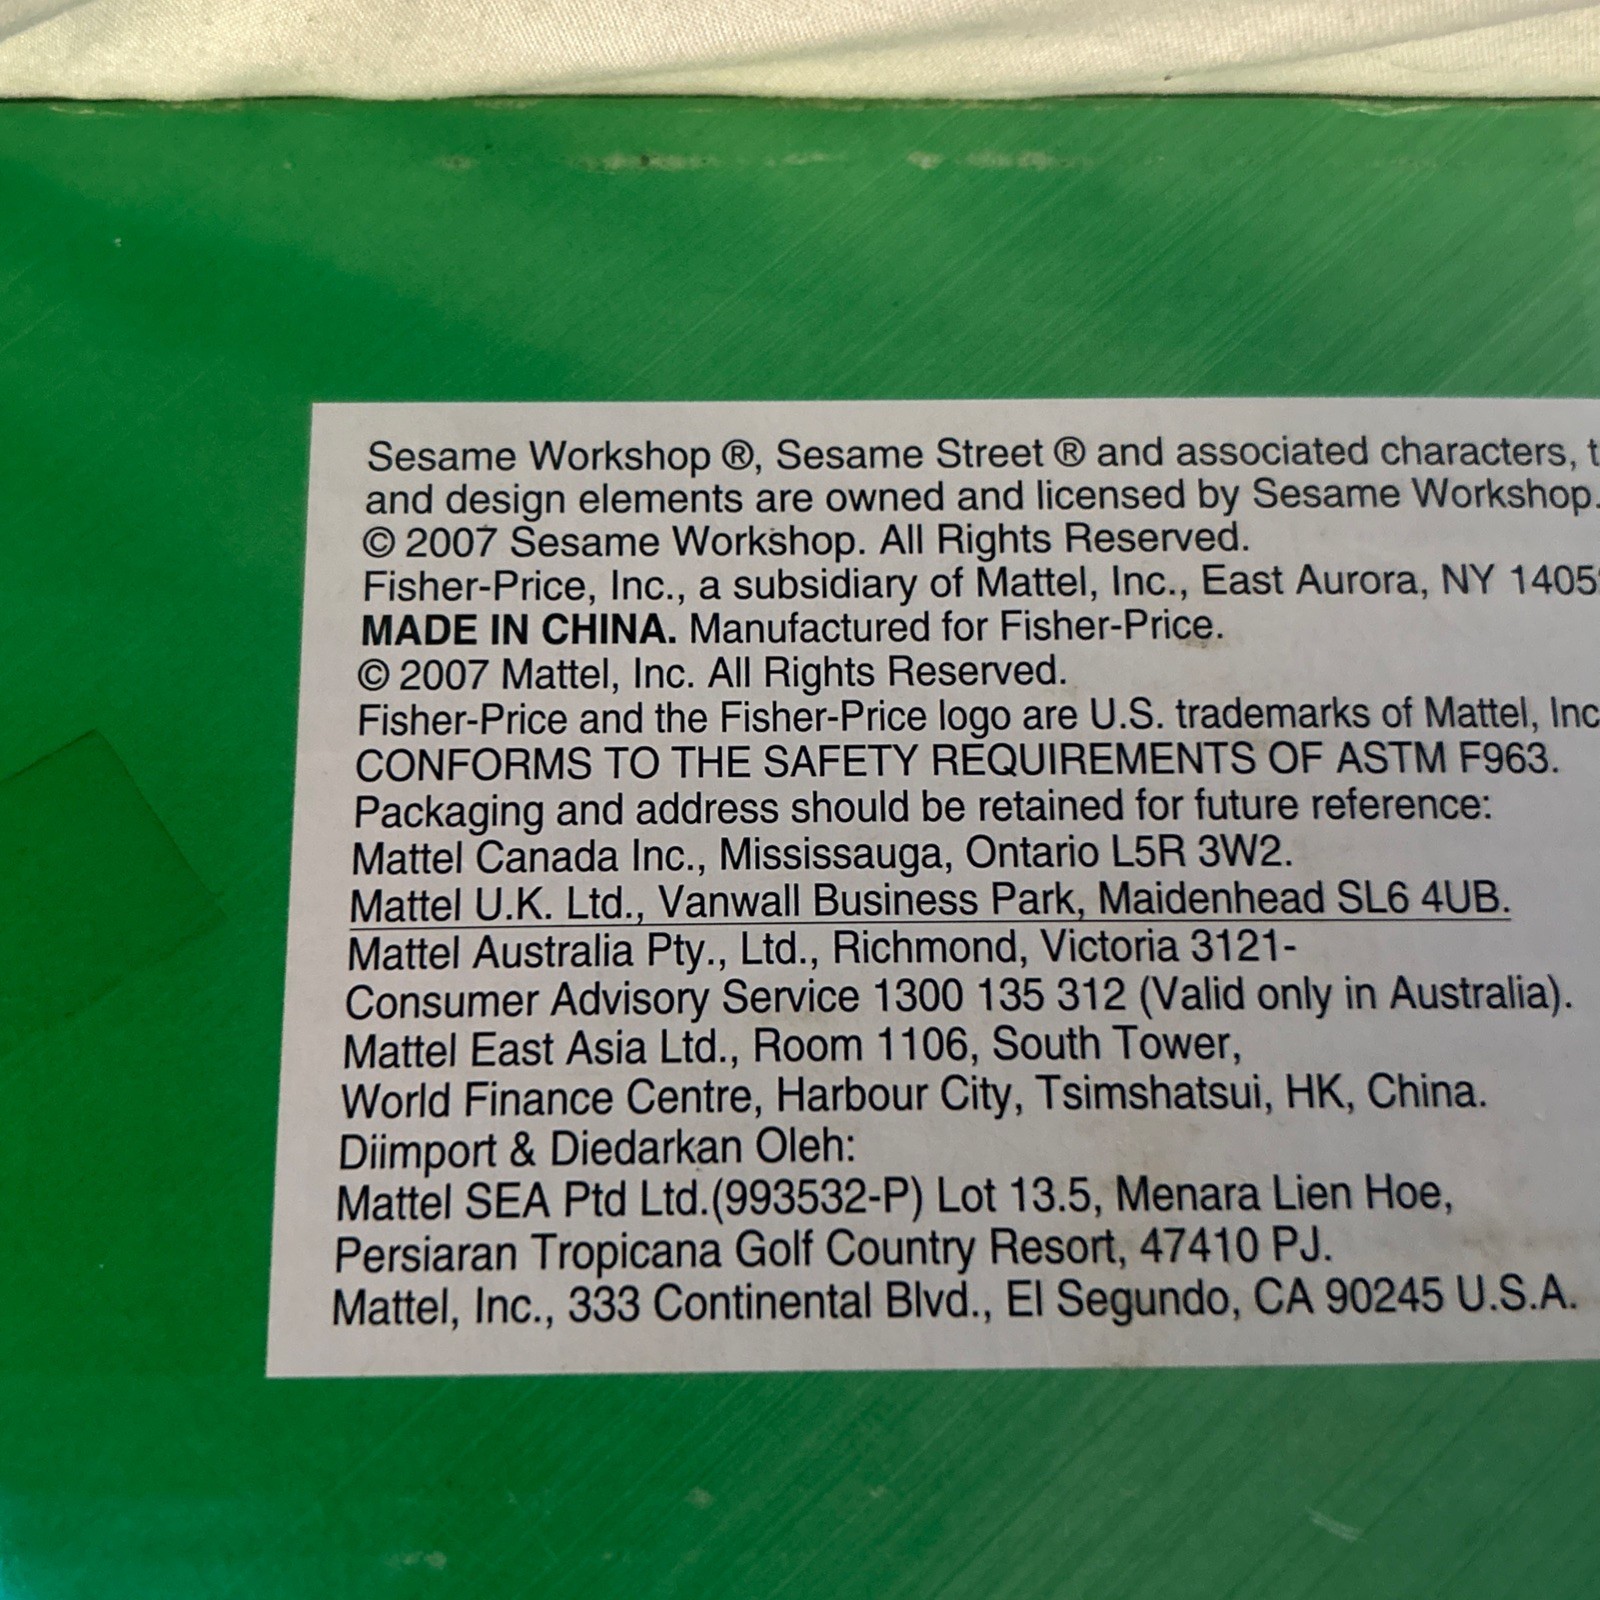 Sesame Workshop ®, Sesame Street ® and associated characters,
and design elements are owned and licensed by Sesame Workshop.
© 2007 Sesame Workshop. All Rights Reserved.
Fisher-Price, Inc., a subsidiary of Mattel, Inc., East Aurora, NY
MADE IN CHINA. Manufactured for Fisher-Price.
© 2007 Mattel, Inc. All Rights Reserved.
Fisher-Price and the Fisher-Price logo are U.S. trademarks of Mattel, Inc
CONFORMS TO THE SAFETY REQUIREMENTS OF ASTM F963.
Packaging and address should be retained for future reference:
Mattel Canada Inc., Mississauga, Ontario L5R 3W2.
Mattel U.K. Ltd., Vanwall Business Park, Maidenhead SL6 4UB.
Mattel Australia Pty., Ltd., Richmond, Victoria 3121-
Consumer Advisory Service 1300 135 312 (Valid only in Australia).
Mattel East Asia Ltd., Room 1106, South Tower,
World Finance Centre, Harbour City, Tsimshatsui, HK, China.
Diimport & Diedarkan Oleh:
Mattel SEA Ptd Ltd.(993532-P) Lot 13.5, Menara Lien Hoe,
Persiaran Tropicana Golf Country Resort, 47410 PJ.
Mattel, Inc., 333 Continental Blvd., El Segundo, CA 90245 U.S.A.